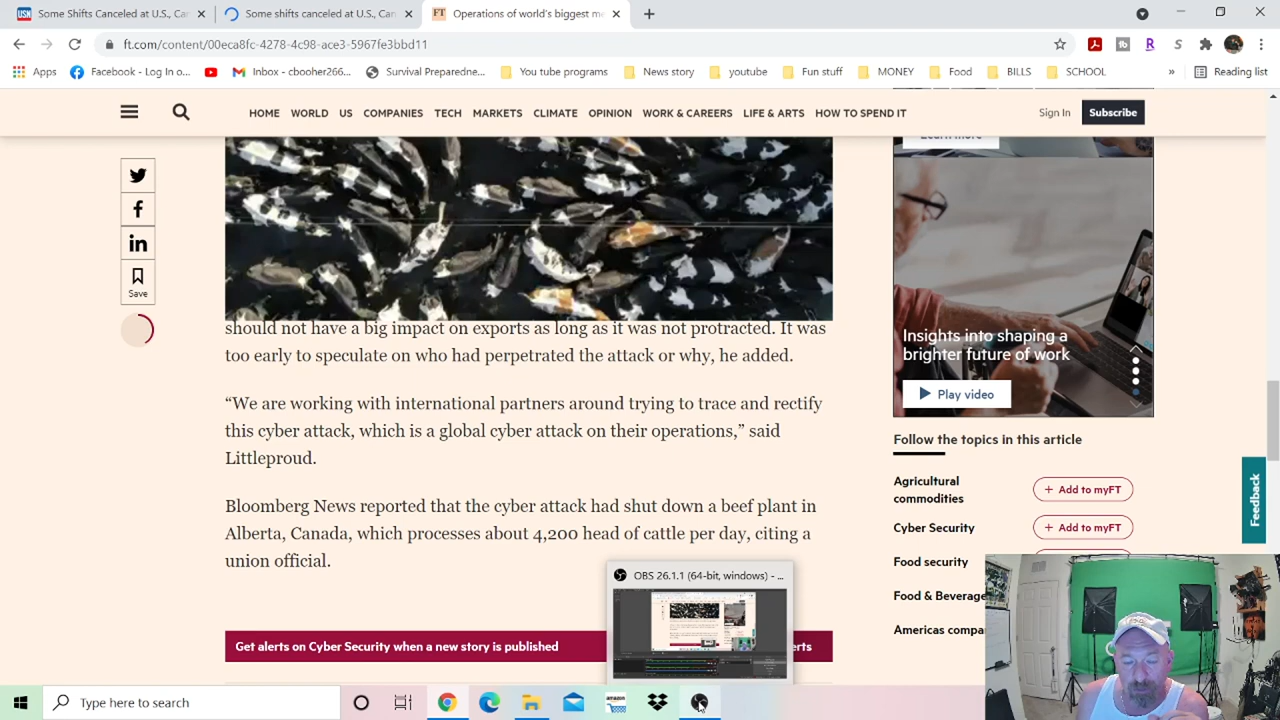 USN Some Shifts Canceled at U.S., Can
Some shifts canceled at U.S., Can
FT Operations of world's biggest me
ft.com/content/00eca8fc-4278-4c98-ace3-5967fe3bbd11
Apps
Facebook - Log In o...
Inbox - cbooher266...
Survival Preparedne...
You tube programs
News story
youtube
Fun stuff
MONEY
Food
BILLS
SCHOOL
»
Reading list
HOME WORLD US COMPANIES TECH MARKETS CLIMATE OPINION WORK & CAREERS LIFE & ARTS HOW TO SPEND IT
Sign In
Subscribe
Learn more
Save
should not have a big impact on exports as long as it was not protracted. It was
too early to speculate on who had perpetrated the attack or why, he added.
“We are working with international partners around trying to trace and rectify
this cyber attack, which is a global cyber attack on their operations,” said
Littleproud.
Bloomberg News reported that the cyber attack had shut down a beef plant in
Alberta, Canada, which processes about 4,200 head of cattle per day, citing a
union official.
Get alerts on Cyber Security when a new story is published
erts
Insights into shaping a
brighter future of work
Play video
Follow the topics in this article
Agricultural
commodities
+ Add to myFT
Cyber Security
+ Add to myFT
Food security
Food & Beverage
Americas compa
Feedback
OBS 26.1.1 (64-bit, windows) - ...
Type here to search
amazon